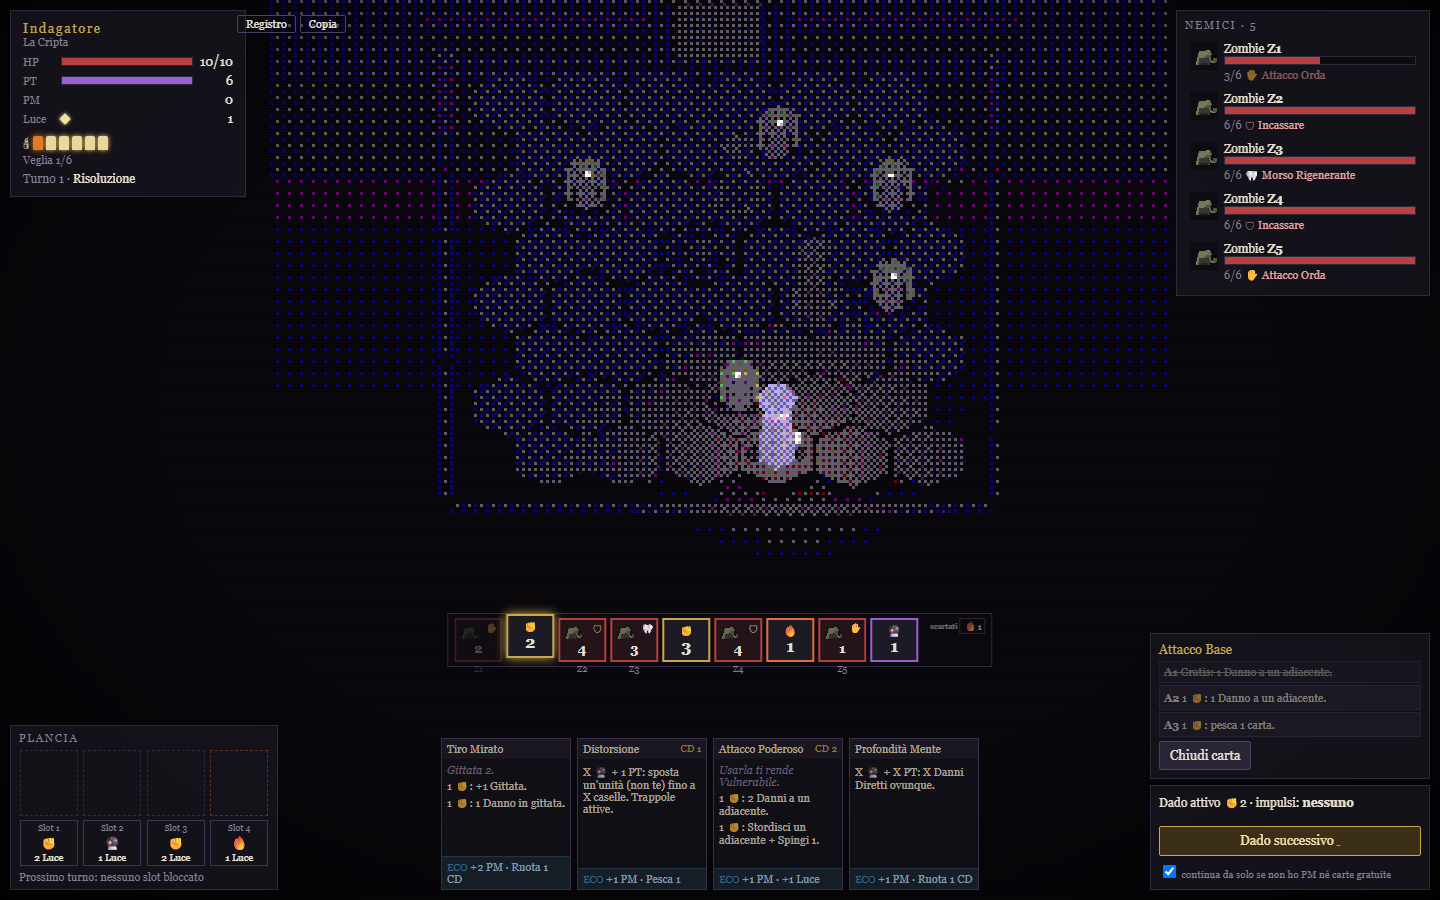 Indagatore
La Cripta
HP 10/10
PT 6
PM 0
Luce 1
Veglia 1/6
Turno 1 · Risoluzione
Registro
Copia
NEMICI · 5
Zombie Z1
3/6 Attacco Orda
Zombie Z2
6/6 Incassare
Zombie Z3
6/6 Morso Rigenerante
Zombie Z4
6/6 Incassare
Zombie Z5
6/6 Attacco Orda
2 2 4 3 3 4 1 1 1
scartati 1
Z1 Z2 Z3 Z4 Z5
PLANCIA
Slot 1 Slot 2 Slot 3 Slot 4
2 Luce 1 Luce 2 Luce 1 Luce
Prossimo turno: nessuno slot bloccato
Tiro Mirato
Gittata 2.
1 : +1 Gittata.
1 : 1 Danno in gittata.
ECO +2 PM · Ruota 1
CD
Distorsione CD 1
X + 1 PT: sposta
un'unità (non te) fino a
X caselle. Trappole
attive.
ECO +1 PM · Pesca 1
Attacco Poderoso CD 2
Usarla ti rende
Vulnerabile.
1 : 2 Danni a un
adiacente.
1 : Stordisci un
adiacente + Spingi 1.
ECO +1 PM · +1 Luce
Profondità Mente
X + X PT: X Danni
Diretti ovunque.
ECO +1 PM · Ruota 1 CD
Attacco Base
A1 Gratis: 1 Danno a un adiacente.
A2 1 : 1 Danno a un adiacente.
A3 1 : pesca 1 carta.
Chiudi carta
Dado attivo 2 · impulsi: nessuno
Dado successivo _
continua da solo se non ho PM né carte gratuite